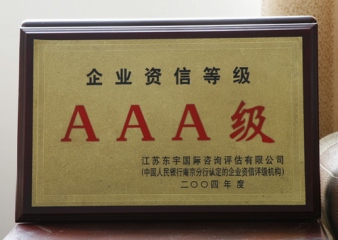 企业资信等级
AAA级
江苏东宇国际咨询评估有限公司
(中国人民银行南京分行认定的企业资信评级机构)
二〇〇四年度